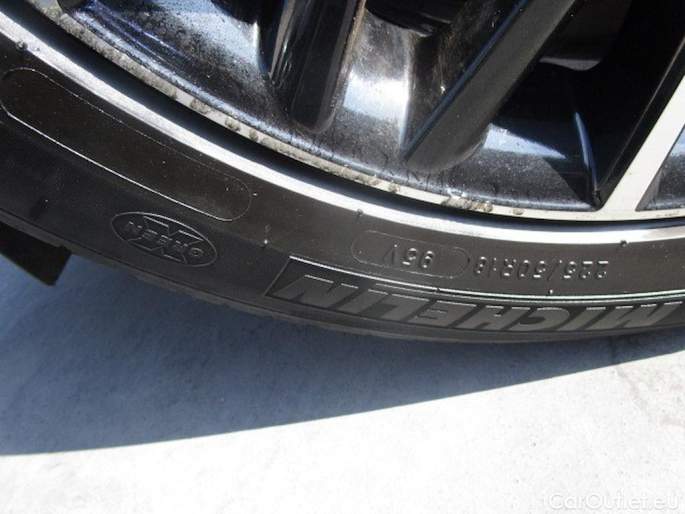 225/50R18 95V
MICHELIN
GREEN X
iCarOutlet.eu